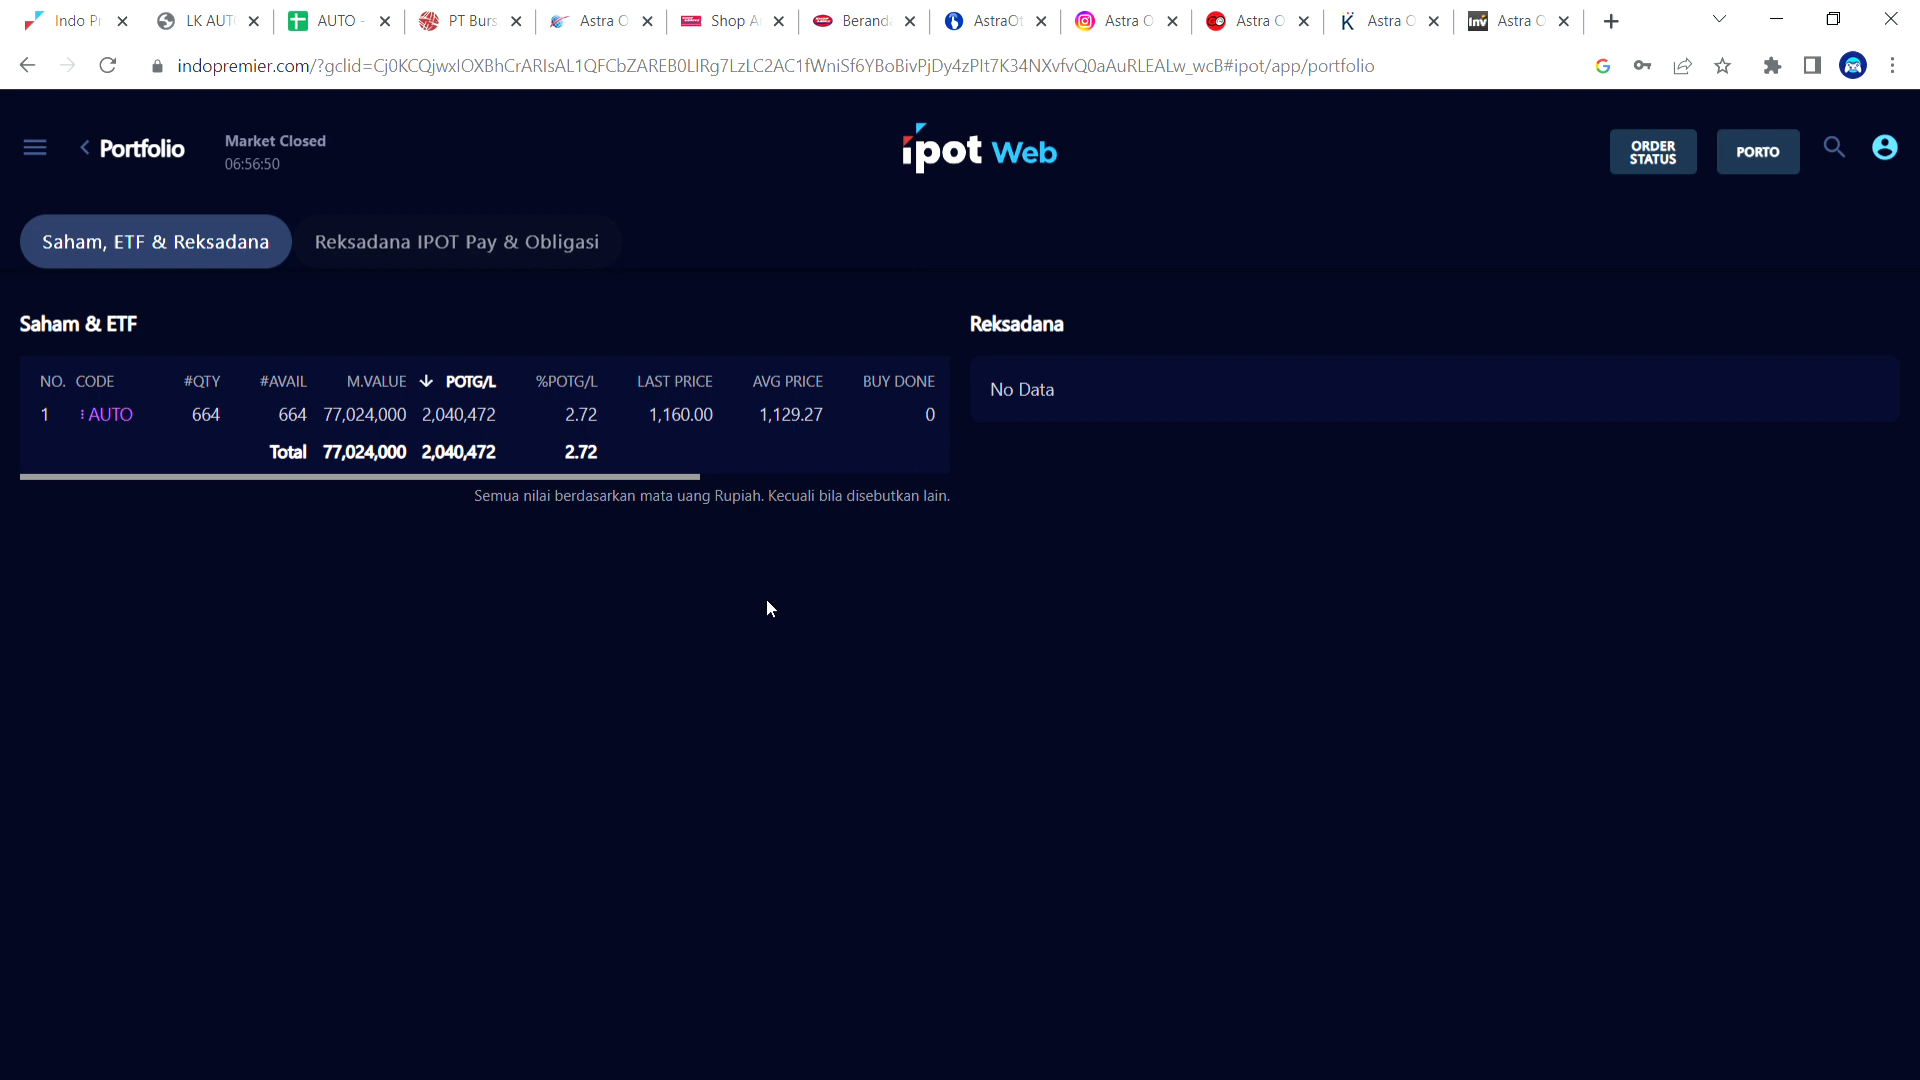 Indo Pr
LK AUT
AUTO -
PT Burs
Astra O
Shop A
Beranda
AstraOt
Astra O
Astra O
Astra O
Astra O
indopremier.com/?gclid=Cj0KCQjwxIOXBhCrARIsAL1QFCbZAREB0LIRg7LzLC2AC1fWniSf6YBoBivPjDy4zPIt7K34NXvfvQ0aAuRLEALw_wcB#ipot/app/portfolio
Portfolio
Market Closed
06:56:50
ipot Web
ORDER
STATUS
PORTO
Saham, ETF & Reksadana
Reksadana IPOT Pay & Obligasi
Saham & ETF
NO. CODE #QTY #AVAIL M.VALUE POTG/L %POTG/L LAST PRICE AVG PRICE BUY DONE
1 AUTO 664 664 77,024,000 2,040,472 2.72 1,160.00 1,129.27 0
Total 77,024,000 2,040,472 2.72
Semua nilai berdasarkan mata uang Rupiah. Kecuali bila disebutkan lain.
Reksadana
No Data